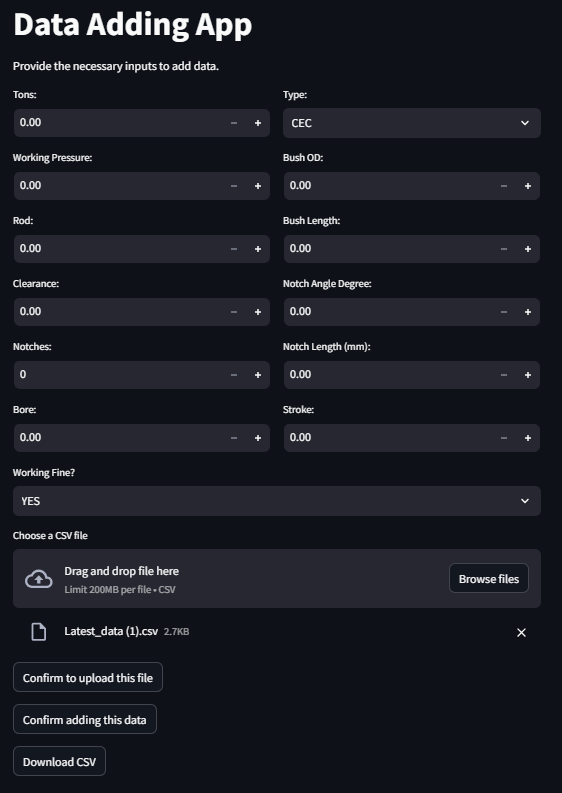 Data Adding App
Provide the necessary inputs to add data.
Tons:
Type:
0.00
CEC
Working Pressure:
Bush OD:
0.00
0.00
Rod:
Bush Length:
0.00
0.00
Clearance:
Notch Angle Degree:
0.00
0.00
Notches:
Notch Length (mm):
0
0.00
Bore:
Stroke:
0.00
0.00
Working Fine?
YES
Choose a CSV file
Drag and drop file here
Limit 200MB per file • CSV
Browse files
Latest_data (1).csv 2.7KB
Confirm to upload this file
Confirm adding this data
Download CSV